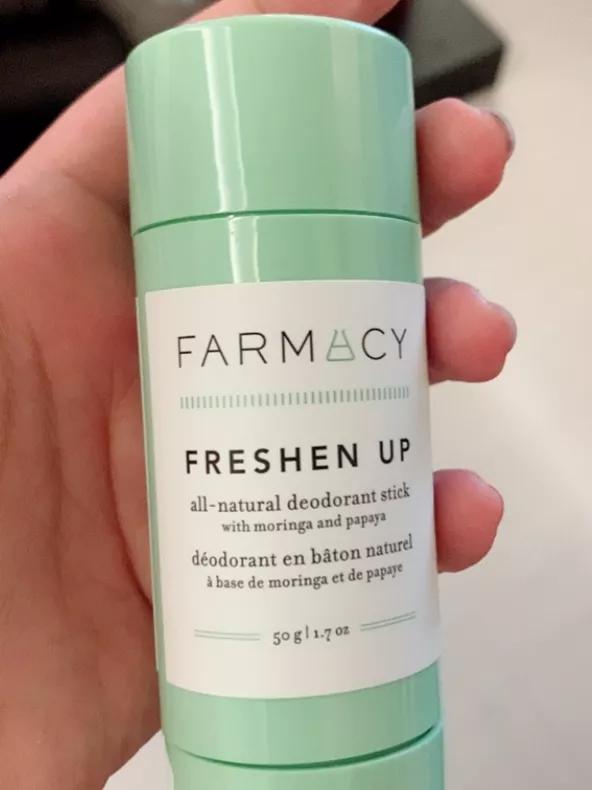 FARMACY
FRESHEN UP
all-natural deodorant stick
with moringa and papaya
déodorant en bâton naturel
à base de moringa et de papaye
50 g | 1.7 oz